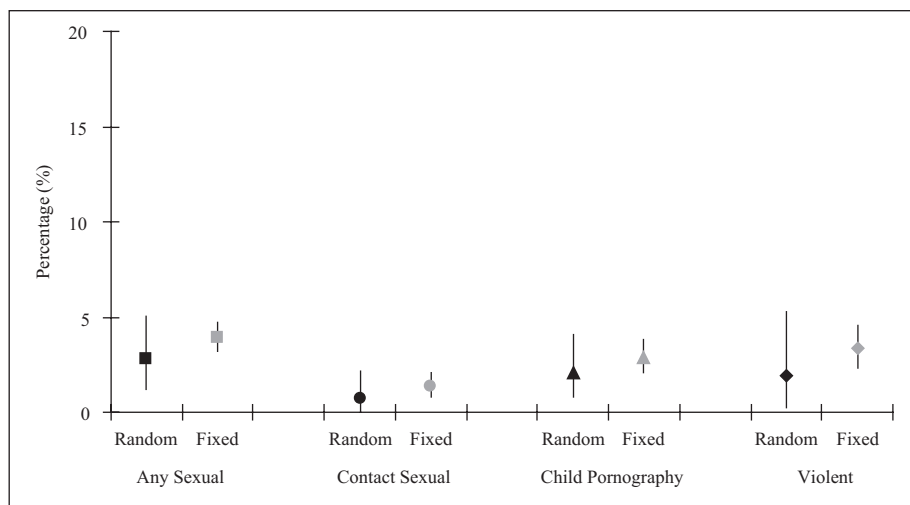 20
15
10
5
0
Percentage (%)
Random Fixed Random Fixed Random Fixed Random Fixed
Any Sexual Contact Sexual Child Pornography Violent